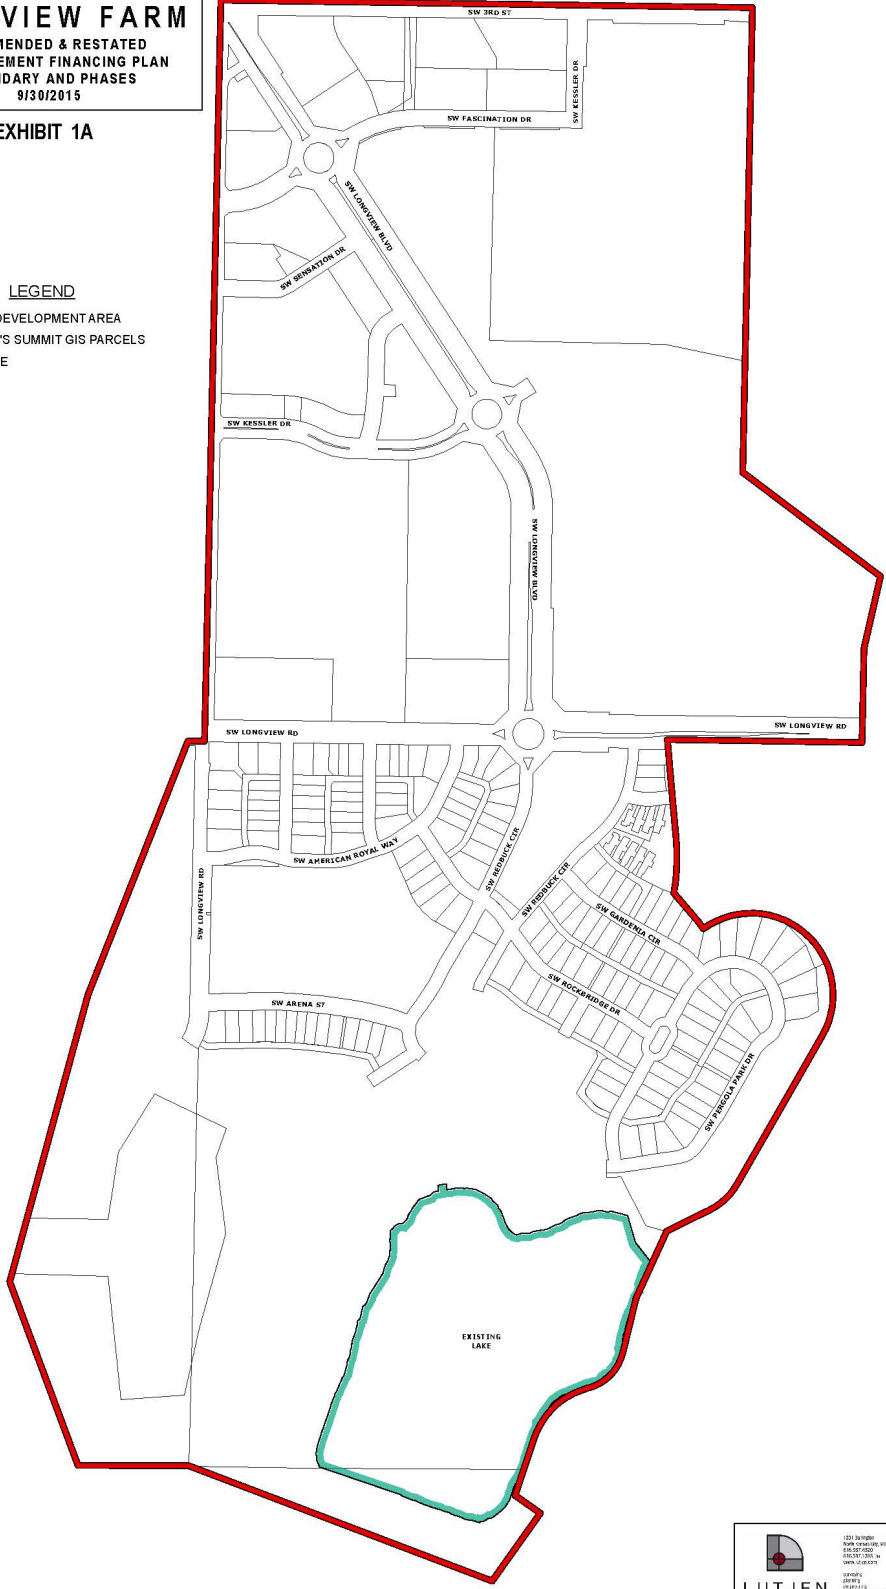 VIEW FARM
MENDED & RESTATED
EMENT FINANCING PLAN
NDARY AND PHASES
9/30/2015
EXHIBIT 1A
LEGEND
DEVELOPMENT AREA
'S SUMMIT GIS PARCELS
E
SW 3RD ST
SW KESSLER DR
SW FASCINATION DR
SW LONGVIEW BLVD
SW SENSATION DR
SW KESSLER DR
SW LONGVIEW BLVD
SW LONGVIEW RD
SW LONGVIEW RD
SW AMERICAN ROYAL WAY
SW REDBUCK CIR
SW REDBUCK CIR
SW LONGVIEW RD
SW GARDENIA CIR
SW ROCKBRIDGE DR
SW ARENA ST
SW PERGOLA PARK DR
EXISTING
LAKE
LUTJEN